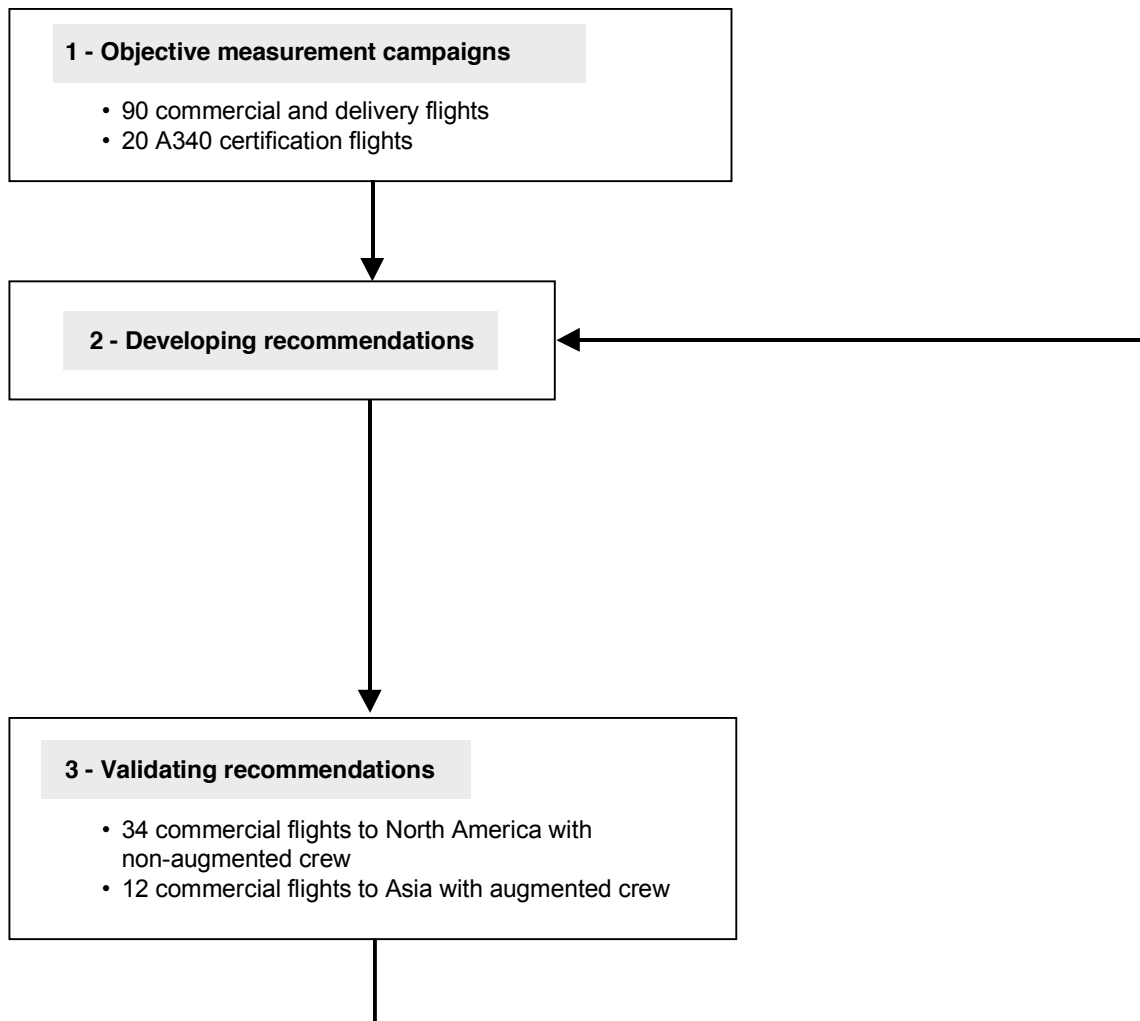 1 - Objective measurement campaigns
• 90 commercial and delivery flights
• 20 A340 certification flights
2 - Developing recommendations
3 - Validating recommendations
• 34 commercial flights to North America with
non-augmented crew
• 12 commercial flights to Asia with augmented crew